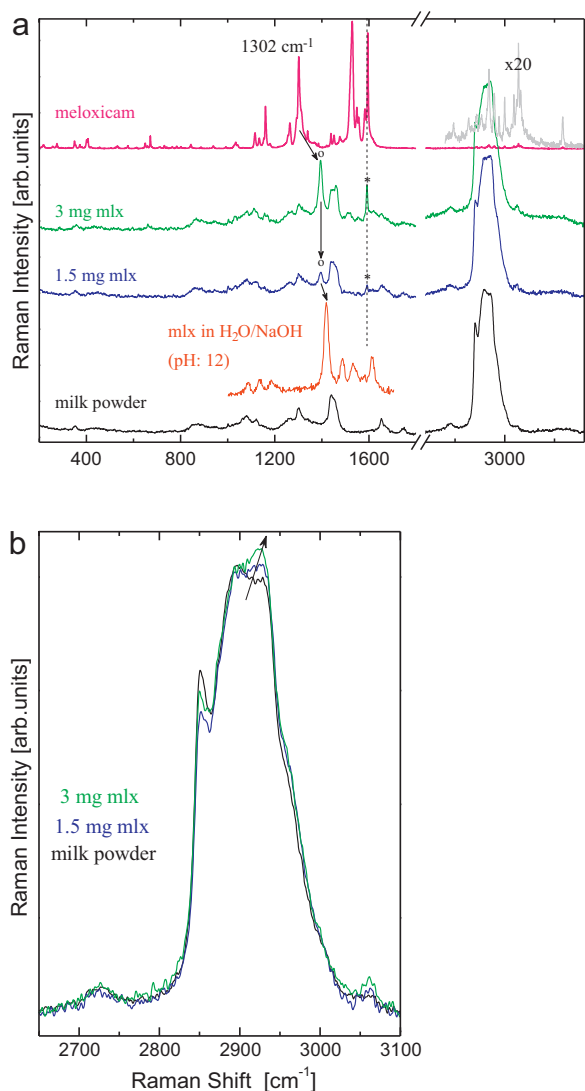 a
1302 cm⁻¹
x20
meloxicam
o
3 mg mlx
*
o
1.5 mg mlx
*
mlx in H₂O/NaOH
(pH: 12)
milk powder
Raman Intensity [arb.units]
400 800 1200 1600 3000
b
3 mg mlx
1.5 mg mlx
milk powder
Raman Intensity [arb.units]
2700 2800 2900 3000 3100
Raman Shift [cm⁻¹]